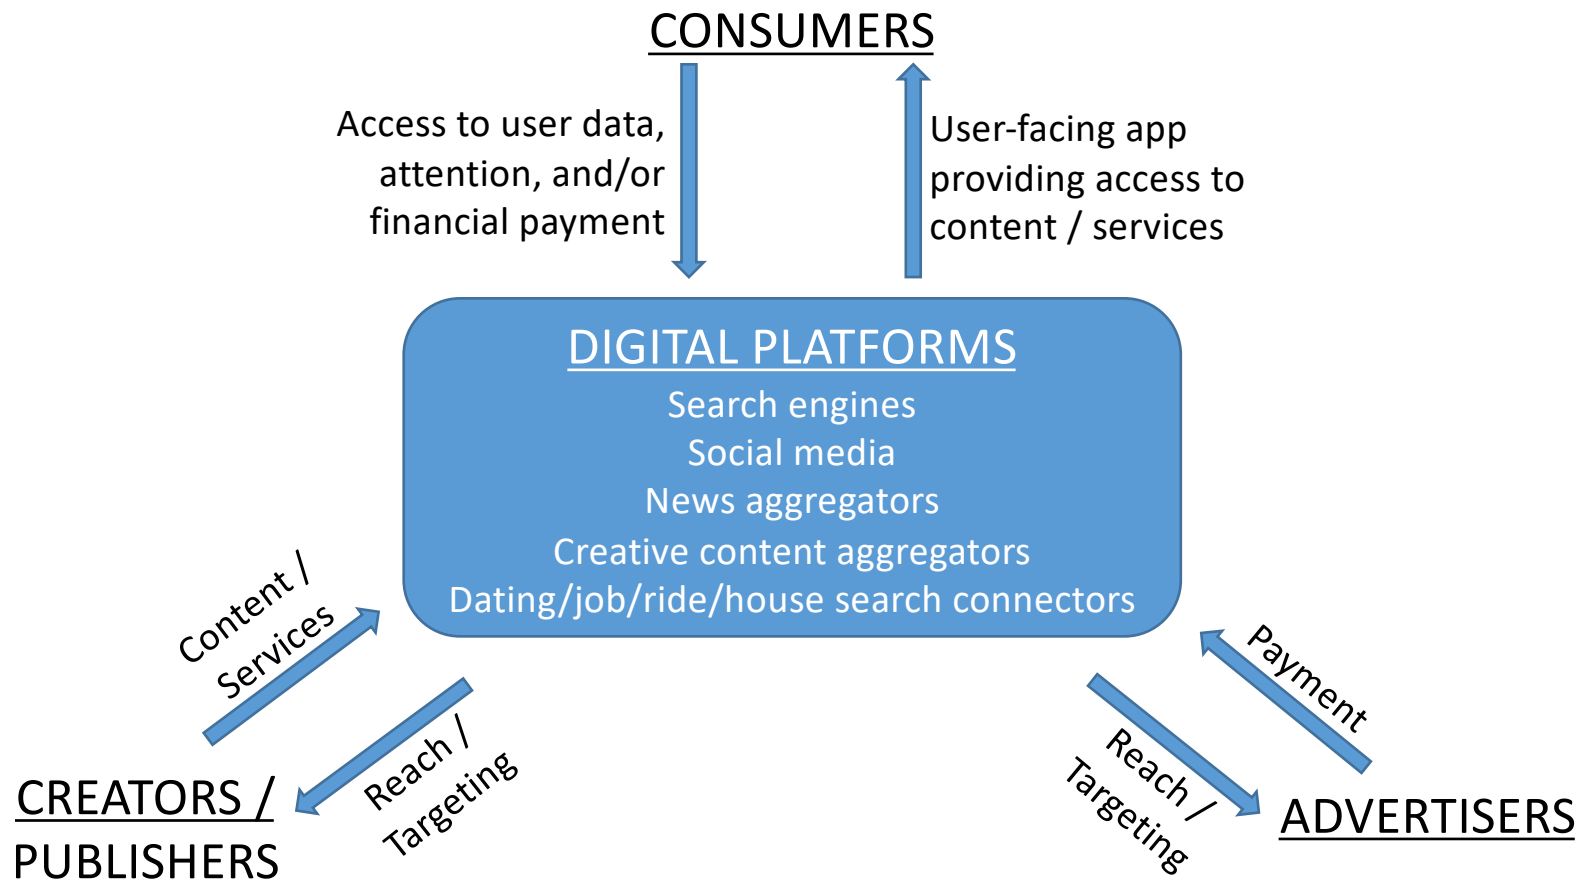 CONSUMERS
Access to user data,
attention, and/or
financial payment
User-facing app
providing access to
content / services
DIGITAL PLATFORMS
Search engines
Social media
News aggregators
Creative content aggregators
Dating/job/ride/house search connectors
Content /
Services
Reach /
Targeting
CREATORS /
PUBLISHERS
Payment
Reach /
Targeting
ADVERTISERS